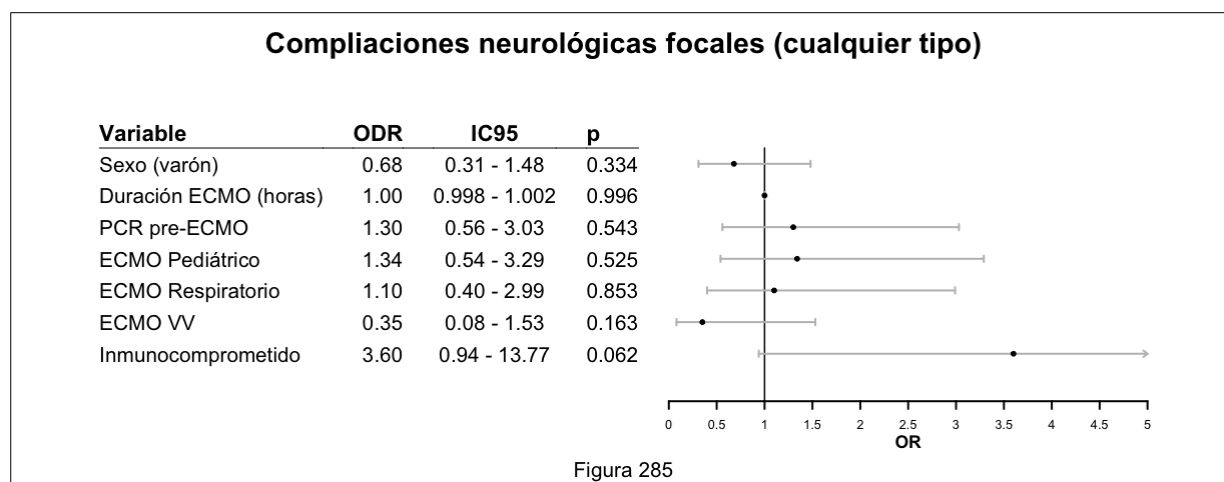 Compliaciones neurológicas focales (cualquier tipo)
Variable ODR IC95 p
Sexo (varón) 0.68 0.31 - 1.48 0.334
Duración ECMO (horas) 1.00 0.998 - 1.002 0.996
PCR pre-ECMO 1.30 0.56 - 3.03 0.543
ECMO Pediátrico 1.34 0.54 - 3.29 0.525
ECMO Respiratorio 1.10 0.40 - 2.99 0.853
ECMO VV 0.35 0.08 - 1.53 0.163
Inmunocomprometido 3.60 0.94 - 13.77 0.062
0 0.5 1 1.5 2 2.5 3 3.5 4 4.5 5
OR
Figura 285